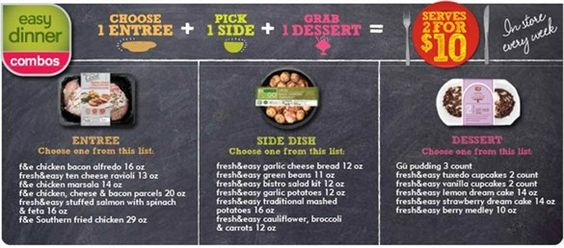 easy
dinner
combos
CHOOSE
1 ENTREE
+
PICK
1 SIDE
+
GRAB
1 DESSERT
=
SERVES
2 FOR
$10
In store
every week
ENTREE
Choose one from this list:
f&e chicken bacon alfredo 16 oz
fresh&easy ten cheese ravioli 13 oz
f&e chicken marsala 14 oz
f&e chicken, cheese & bacon parcels 20 oz
fresh&easy stuffed salmon with spinach
& feta 16 oz
f&e Southern fried chicken 29 oz
SIDE DISH
Choose one from this list:
fresh&easy garlic cheese bread 12 oz
fresh&easy green beans 11 oz
fresh&easy bistro salad kit 12 oz
fresh&easy garlic potatoes 12 oz
fresh&easy traditional mashed
potatoes 16 oz
fresh&easy cauliflower, broccoli
& carrots 12 oz
DESSERT
Choose one from this list:
Gü pudding 3 count
fresh&easy tuxedo cupcakes 2 count
fresh&easy vanilla cupcakes 2 count
fresh&easy lemon dream cake 14 oz
fresh&easy strawberry dream cake 14 oz
fresh&easy berry medley 10 oz